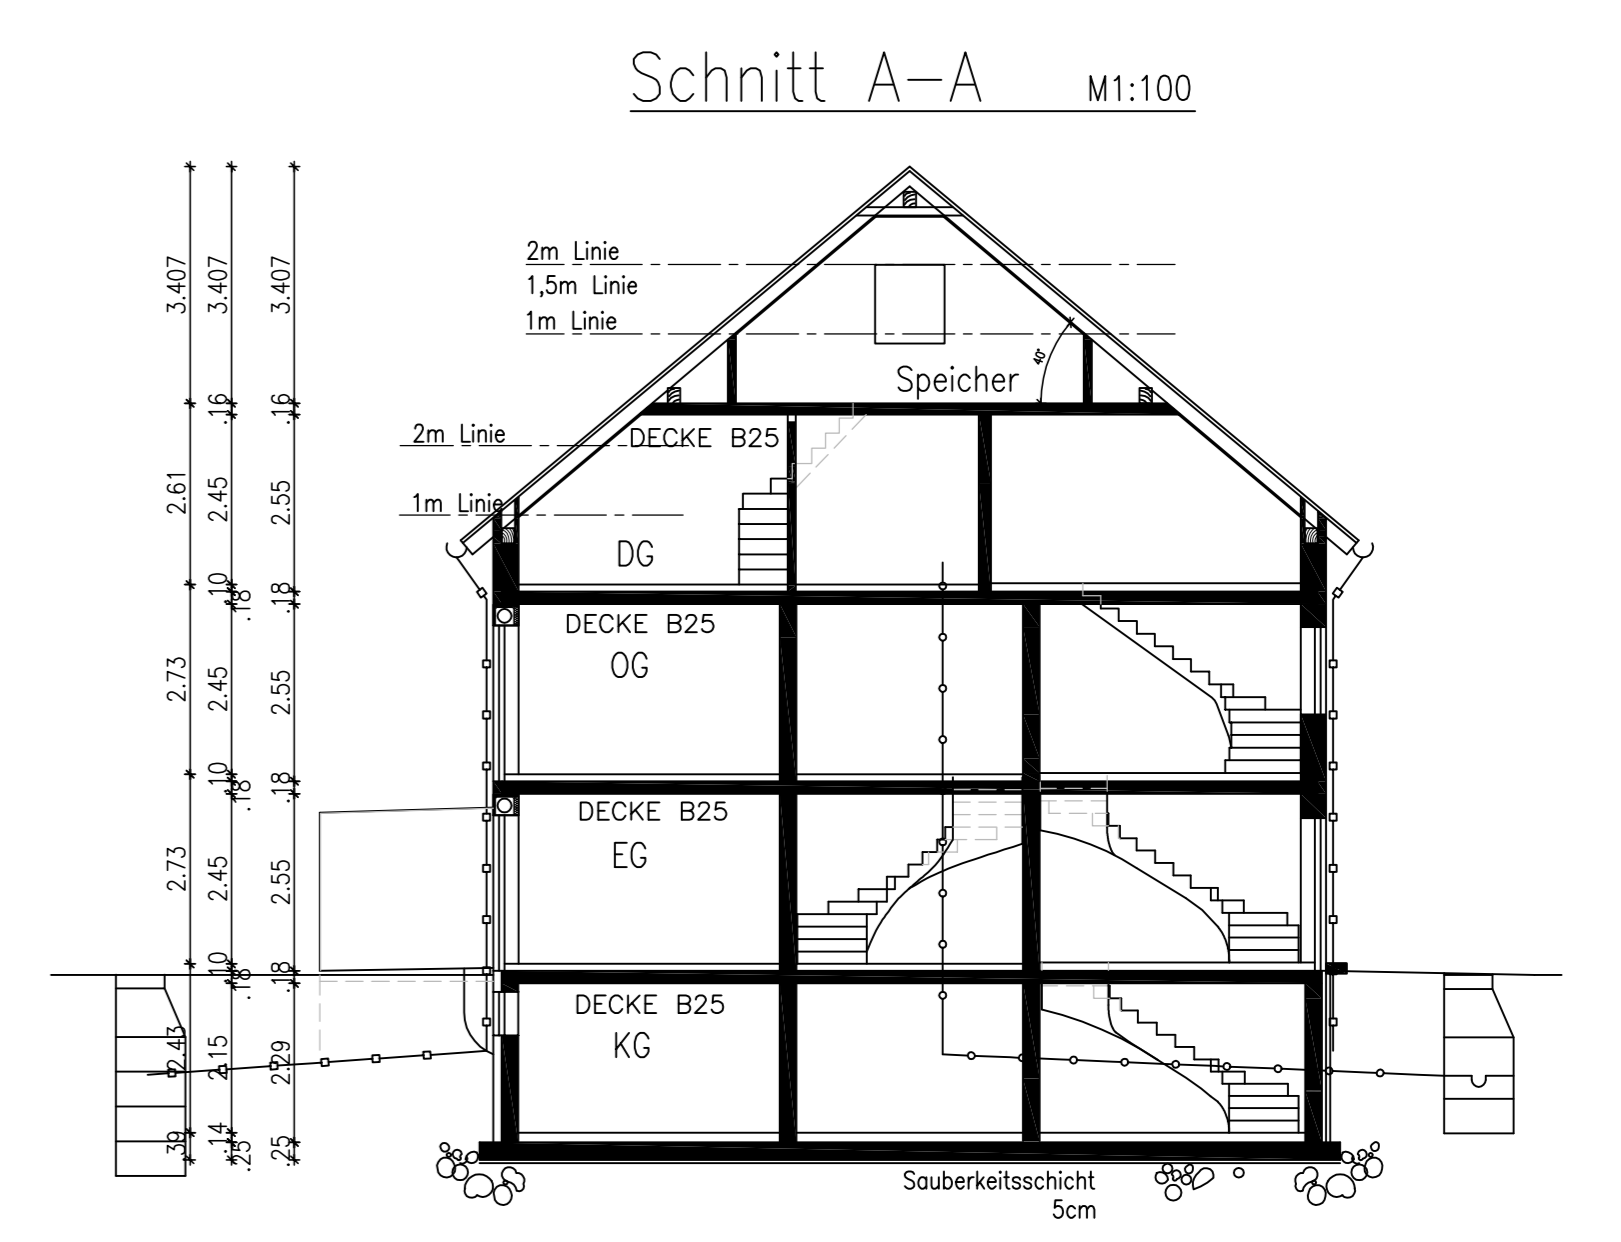 Schnitt A-A M1:100
2m Linie
1,5m Linie
1m Linie
40°
Speicher
2m Linie
DECKE B25
1m Linie
DG
DECKE B25
OG
DECKE B25
EG
DECKE B25
KG
Sauberkeitsschicht
5cm
3.407
2.61
2.73
2.73
2.43
39
3.407
.16
2.45
10
.18
2.45
10
.18
2.45
10
.18
2.15
.14
.25
3.407
.16
2.55
.18
2.55
.18
2.55
.18
2.29
.25